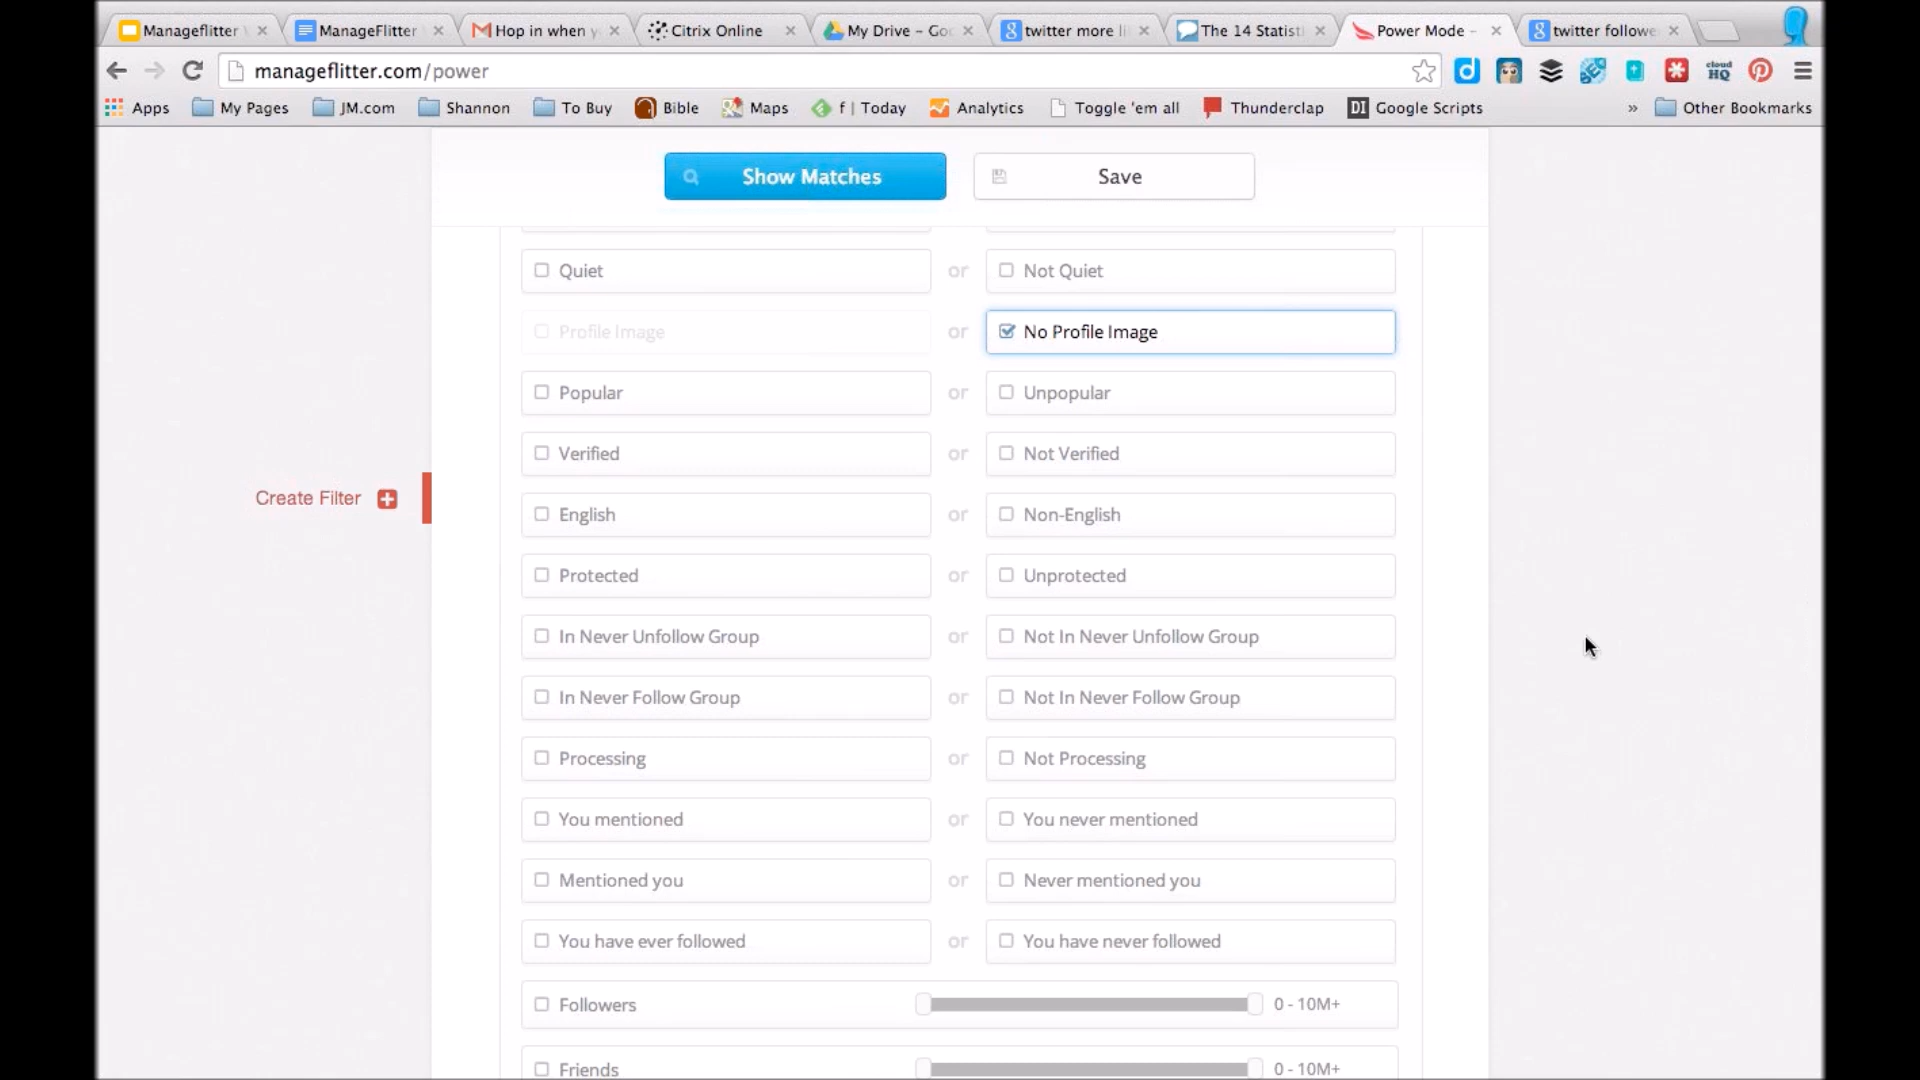 Manageflitter
ManageFlitter
Hop in when y
Citrix Online
My Drive – Goo
twitter more li
The 14 Statisti
Power Mode –
twitter followe
manageflitter.com/power
Apps
My Pages
JM.com
Shannon
To Buy
Bible
Maps
f | Today
Analytics
Toggle 'em all
Thunderclap
DI Google Scripts
»
Other Bookmarks
cloud
HQ
Show Matches
Save
Quiet or Not Quiet
Profile Image or No Profile Image
Popular or Unpopular
Verified or Not Verified
Create Filter
English or Non-English
Protected or Unprotected
In Never Unfollow Group or Not In Never Unfollow Group
In Never Follow Group or Not In Never Follow Group
Processing or Not Processing
You mentioned or You never mentioned
Mentioned you or Never mentioned you
You have ever followed or You have never followed
Followers 0 - 10M+
Friends 0 - 10M+